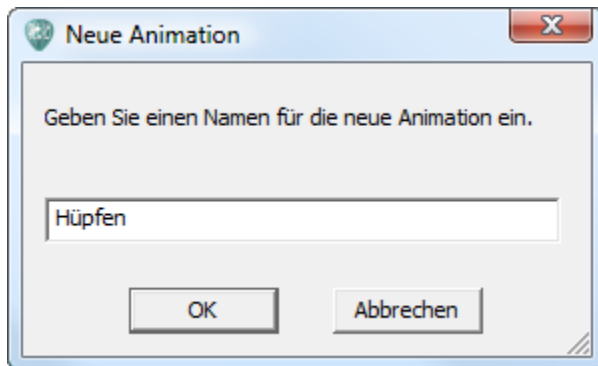 Neue Animation
Geben Sie einen Namen für die neue Animation ein.
Hüpfen
OK
Abbrechen